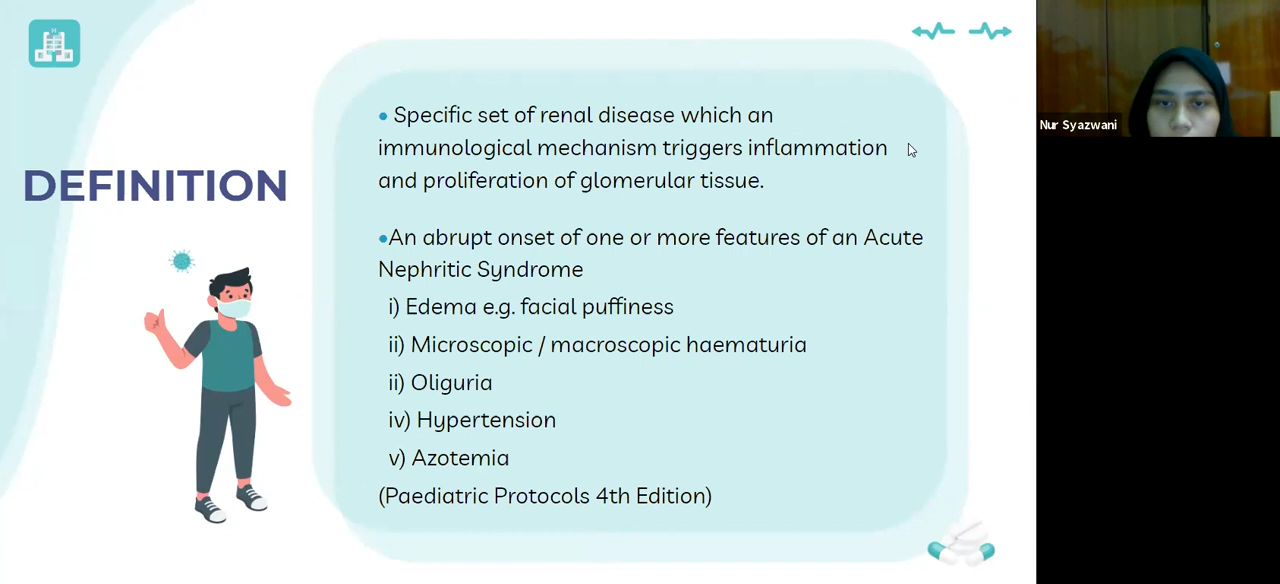 DEFINITION
• Specific set of renal disease which an
immunological mechanism triggers inflammation
and proliferation of glomerular tissue.
•An abrupt onset of one or more features of an Acute
Nephritic Syndrome
i) Edema e.g. facial puffiness
ii) Microscopic / macroscopic haematuria
ii) Oliguria
iv) Hypertension
v) Azotemia
(Paediatric Protocols 4th Edition)
Nur Syazwani